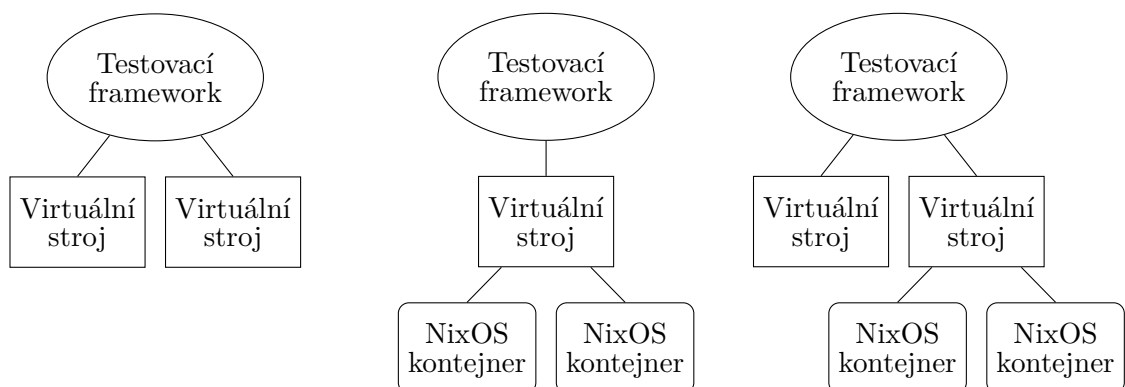 Testovací
framework
Virtuální
stroj
Virtuální
stroj
Testovací
framework
Virtuální
stroj
NixOS
kontejner
NixOS
kontejner
Testovací
framework
Virtuální
stroj
Virtuální
stroj
NixOS
kontejner
NixOS
kontejner